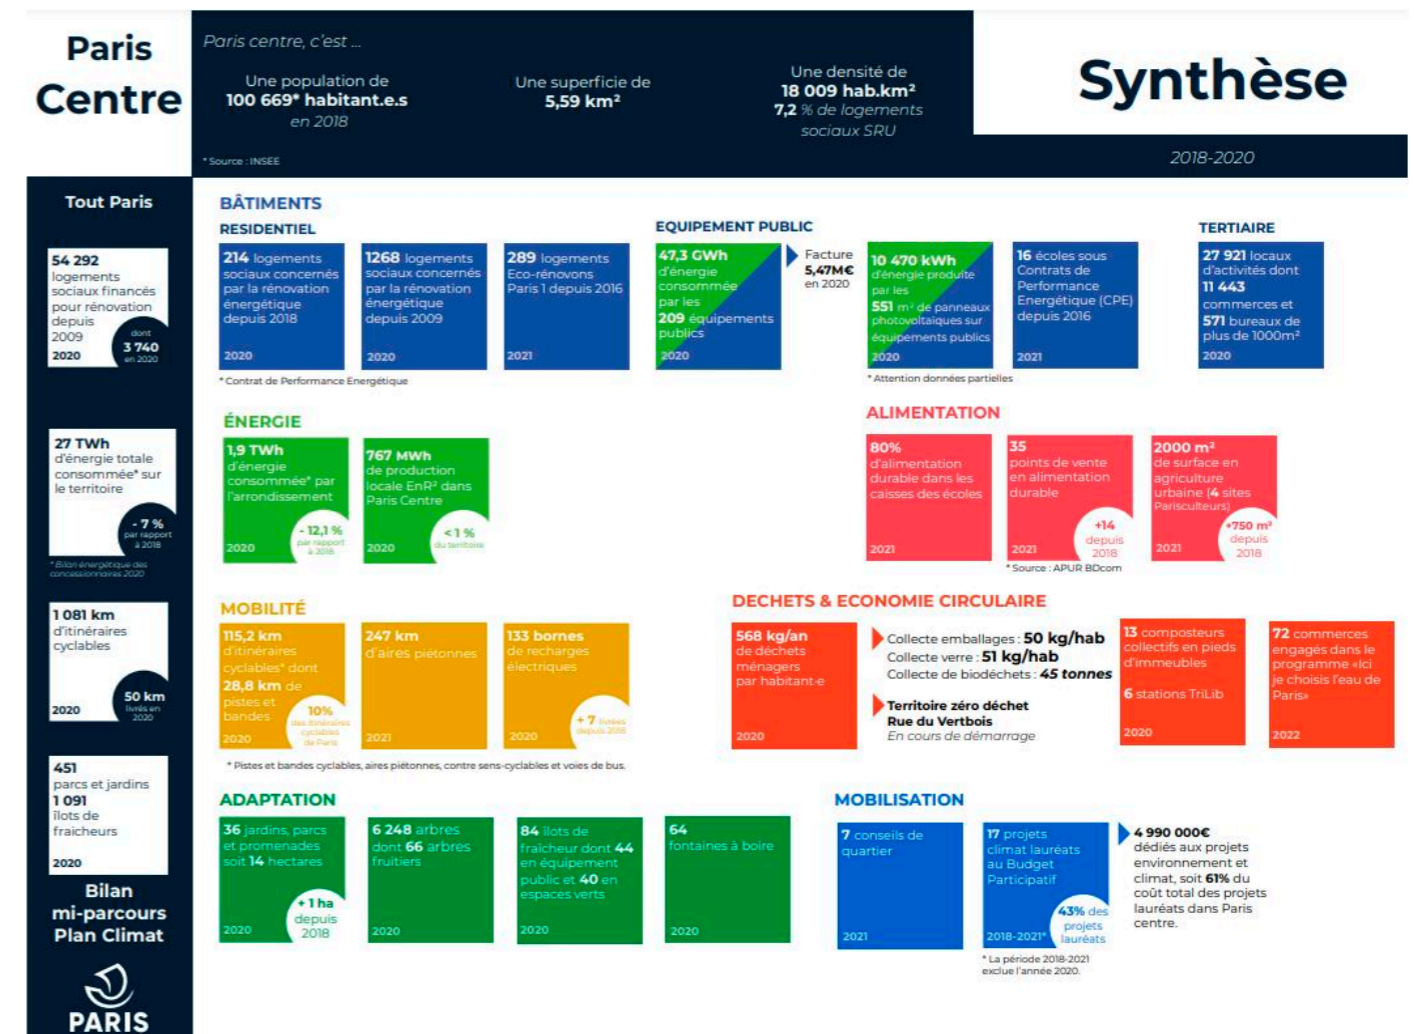 Paris
Centre
Paris centre, c'est ...
Une population de
100 669* habitant.e.s
en 2018
* Source : INSEE
Une superficie de
5,59 km²
Une densité de
18 009 hab.km²
7,2 % de logements
sociaux SRU
Synthèse
2018-2020
Tout Paris
54 292
logements
sociaux financés
pour rénovation
depuis
2009
2020
dont
3 740
en 2020
27 TWh
d'énergie totale
consommée* sur
le territoire
- 7 %
par rapport
à 2018
* Bilan énergétique des
concessionnaires 2020
1 081 km
d'itinéraires
cyclables
2020
50 km
livrés en
2020
451
parcs et jardins
1 091
îlots de
fraicheurs
2020
Bilan
mi-parcours
Plan Climat
PARIS
BÂTIMENTS
RESIDENTIEL
214 logements
sociaux concernés
par la rénovation
énergétique
depuis 2018
2020
1268 logements
sociaux concernés
par la rénovation
énergétique
depuis 2009
2020
289 logements
Eco-rénovons
Paris 1 depuis 2016
2021
* Contrat de Performance Energétique
EQUIPEMENT PUBLIC
47,3 GWh
d'énergie
consommée
par les
209 équipements
publics
2020
Facture
5,47M€
en 2020
10 470 kWh
d'énergie produite
par les
551 m² de panneaux
photovoltaïques sur
équipements publics
2020
* Attention données partielles
16 écoles sous
Contrats de
Performance
Energétique (CPE)
depuis 2016
2021
TERTIAIRE
27 921 locaux
d'activités dont
11 443
commerces et
571 bureaux de
plus de 1000m²
2020
ÉNERGIE
1,9 TWh
d'énergie
consommée* par
l'arrondissement
2020
- 12,1 %
par rapport
à 2018
767 MWh
de production
locale EnR² dans
Paris Centre
2020
<1 %
du territoire
ALIMENTATION
80%
d'alimentation
durable dans les
caisses des écoles
2021
35
points de vente
en alimentation
durable
2021
+14
depuis
2018
* Source : APUR BDcom
2000 m²
de surface en
agriculture
urbaine (4 sites
Parisculteurs)
2021
+750 m²
depuis
2018
MOBILITÉ
115,2 km
d'itinéraires
cyclables* dont
28,8 km de
pistes et
bandes
2020
10%
des itinéraires
cyclables
de Paris
247 km
d'aires piétonnes
2021
133 bornes
de recharges
électriques
2020
+ 7 livrées
depuis 2018
* Pistes et bandes cyclables, aires piétonnes, contre sens-cyclables et voies de bus.
DECHETS & ECONOMIE CIRCULAIRE
568 kg/an
de déchets
ménagers
par habitant·e
2020
Collecte emballages : 50 kg/hab
Collecte verre : 51 kg/hab
Collecte de biodéchets : 45 tonnes
Territoire zéro déchet
Rue du Vertbois
En cours de démarrage
13 composteurs
collectifs en pieds
d'immeubles
6 stations TriLib
2020
72 commerces
engagés dans le
programme «Ici
je choisis l'eau de
Paris»
2022
ADAPTATION
36 jardins, parcs
et promenades
soit 14 hectares
2020
+ 1 ha
depuis
2018
6 248 arbres
dont 66 arbres
fruitiers
2020
84 îlots de
fraicheur dont 44
en équipement
public et 40 en
espaces verts
2020
64
fontaines à boire
2020
MOBILISATION
7 conseils de
quartier
2021
17 projets
climat lauréats
au Budget
Participatif
2018-2021*
43% des
projets
lauréats
* La période 2018-2021
exclue l'année 2020.
4 990 000€
dédiés aux projets
environnement et
climat, soit 61% du
coût total des projets
lauréats dans Paris
centre.